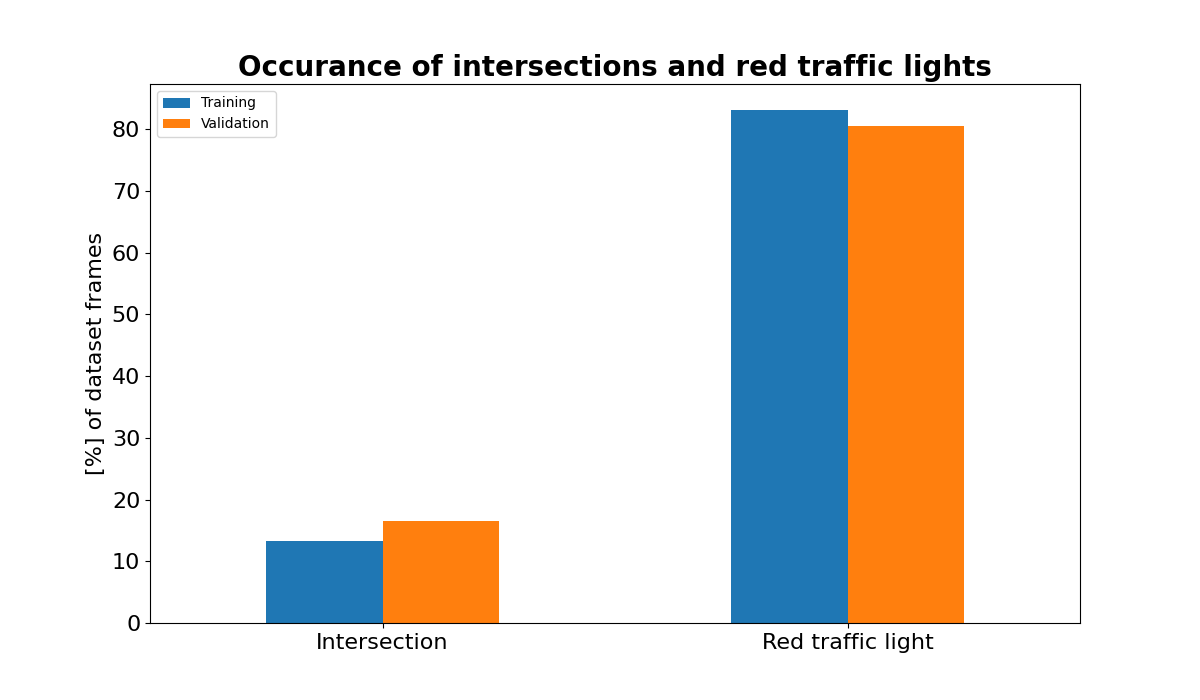 Occurance of intersections and red traffic lights
Training
Validation
[%] of dataset frames
80
70
60
50
40
30
20
10
0
Intersection
Red traffic light